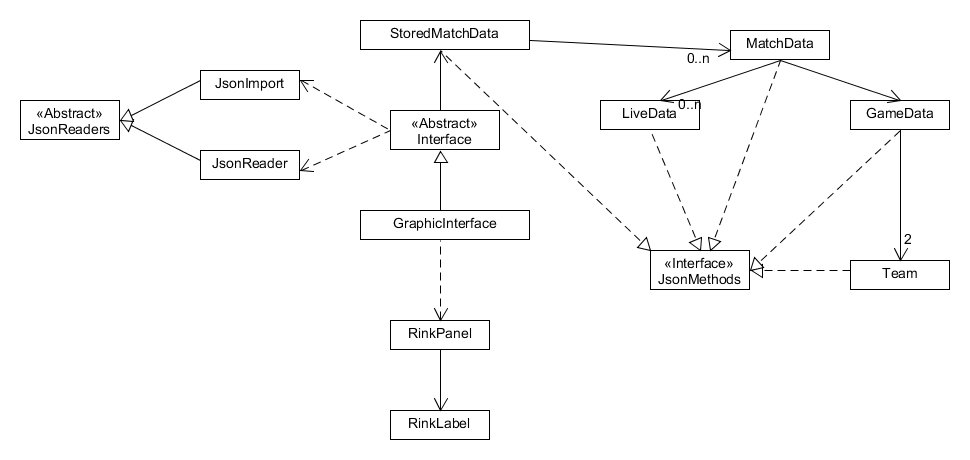 StoredMatchData
MatchData
0..n
JsonImport
«Abstract»
JsonReaders
«Abstract»
Interface
LiveData
0..n
GameData
JsonReader
GraphicInterface
2
«Interface»
JsonMethods
Team
RinkPanel
RinkLabel